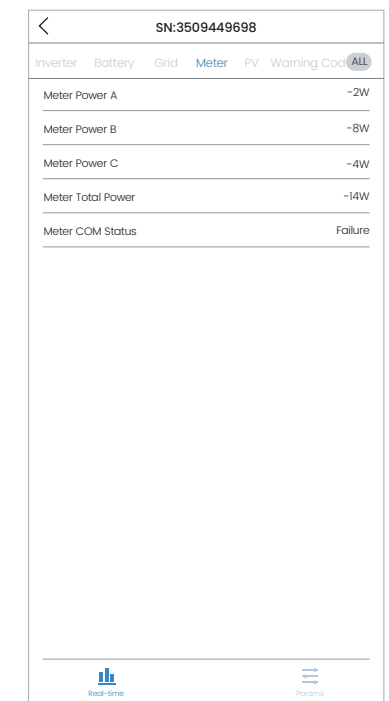 SN:3509449698
Inverter Battery Grid Meter PV Warning Cod ALL
Meter Power A -2W
Meter Power B -8W
Meter Power C -4W
Meter Total Power -14W
Meter COM Status Failure
Real-time Params